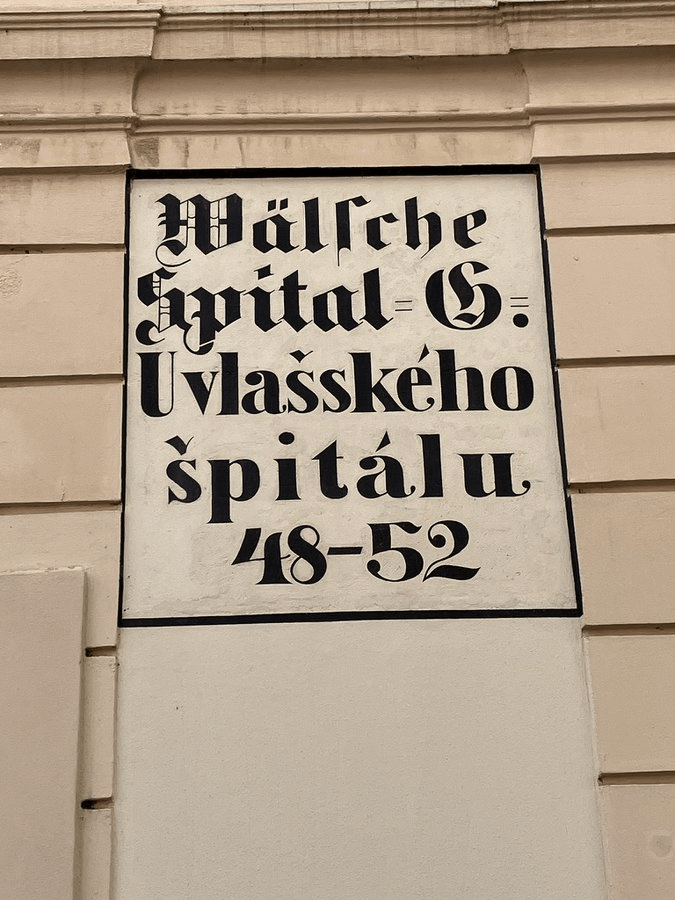 Wälſche
Spital=G=.
Uvlašského
špitálu
48-52